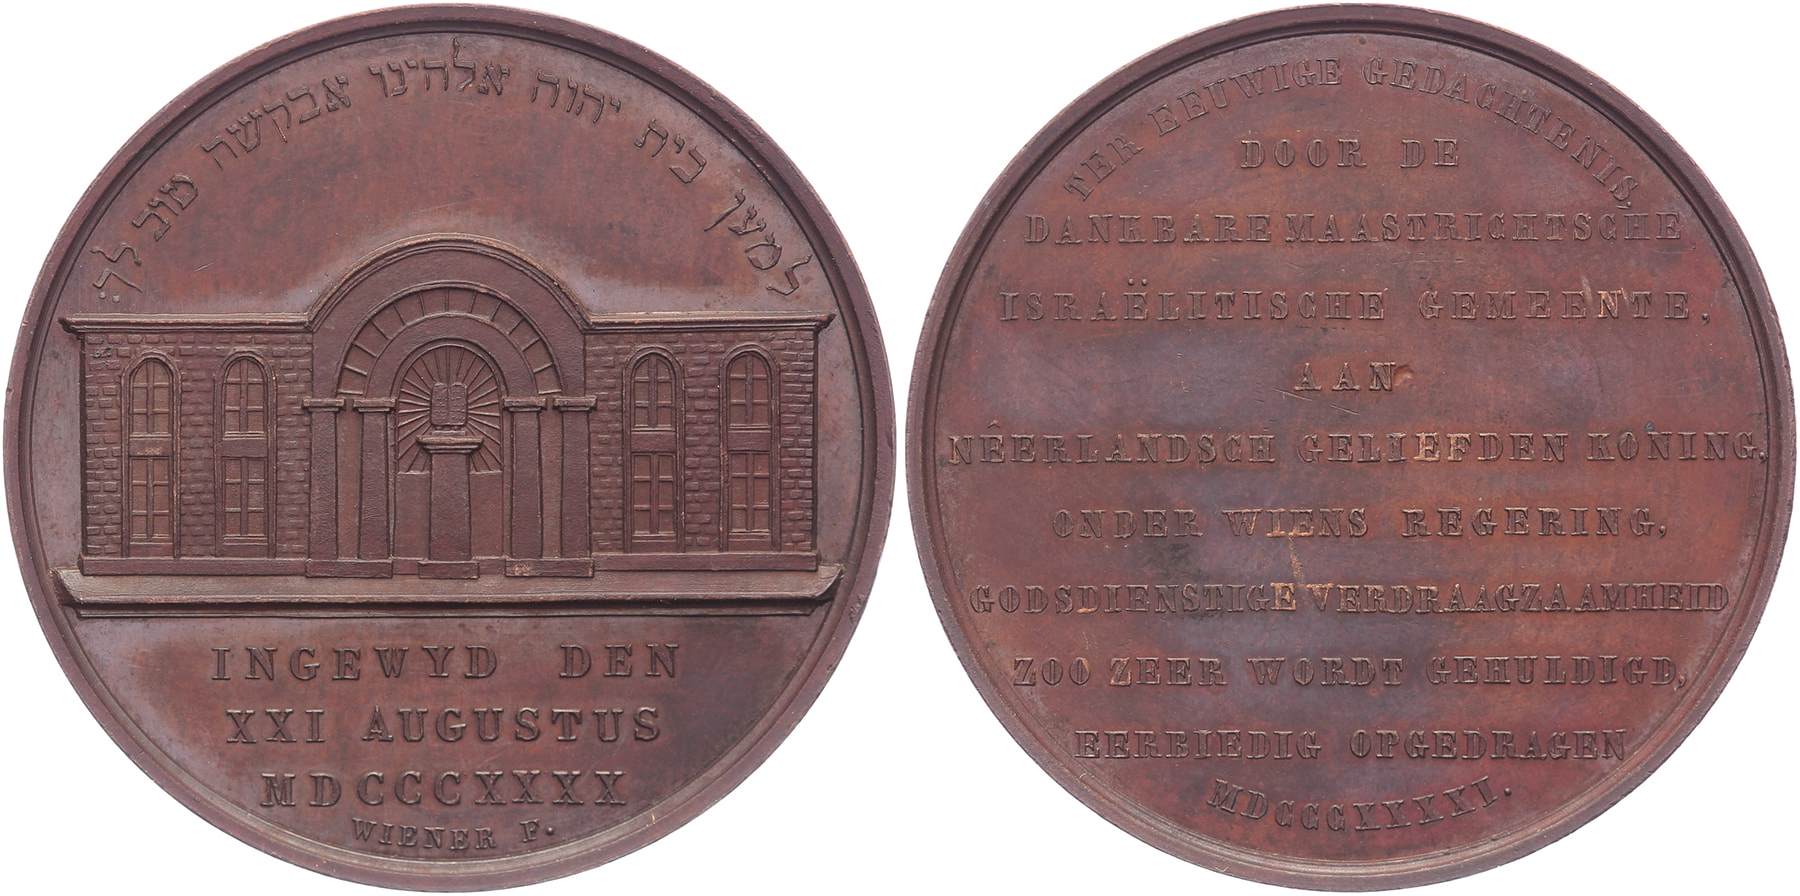 למען בית יהוה אלהינו אבקשה טוב לך:
INGEWYD DEN
XXI AUGUSTUS
MDCCCXXXX
WIENER F.
TER EEUWIGE GEDACHTENIS,
DOOR DE
DANKBARE MAASTRICHTSCHE
ISRAËLITISCHE GEMEENTE,
AAN
NÊERLANDSCH GELIEFDEN KONING,
ONDER WIENS REGERING,
GODSDIENSTIGE VERDRAAGZAAMHEID
ZOO ZEER WORDT GEHULDIGD,
EERBIEDIG OPGEDRAGEN
MDCCCXXXXI.